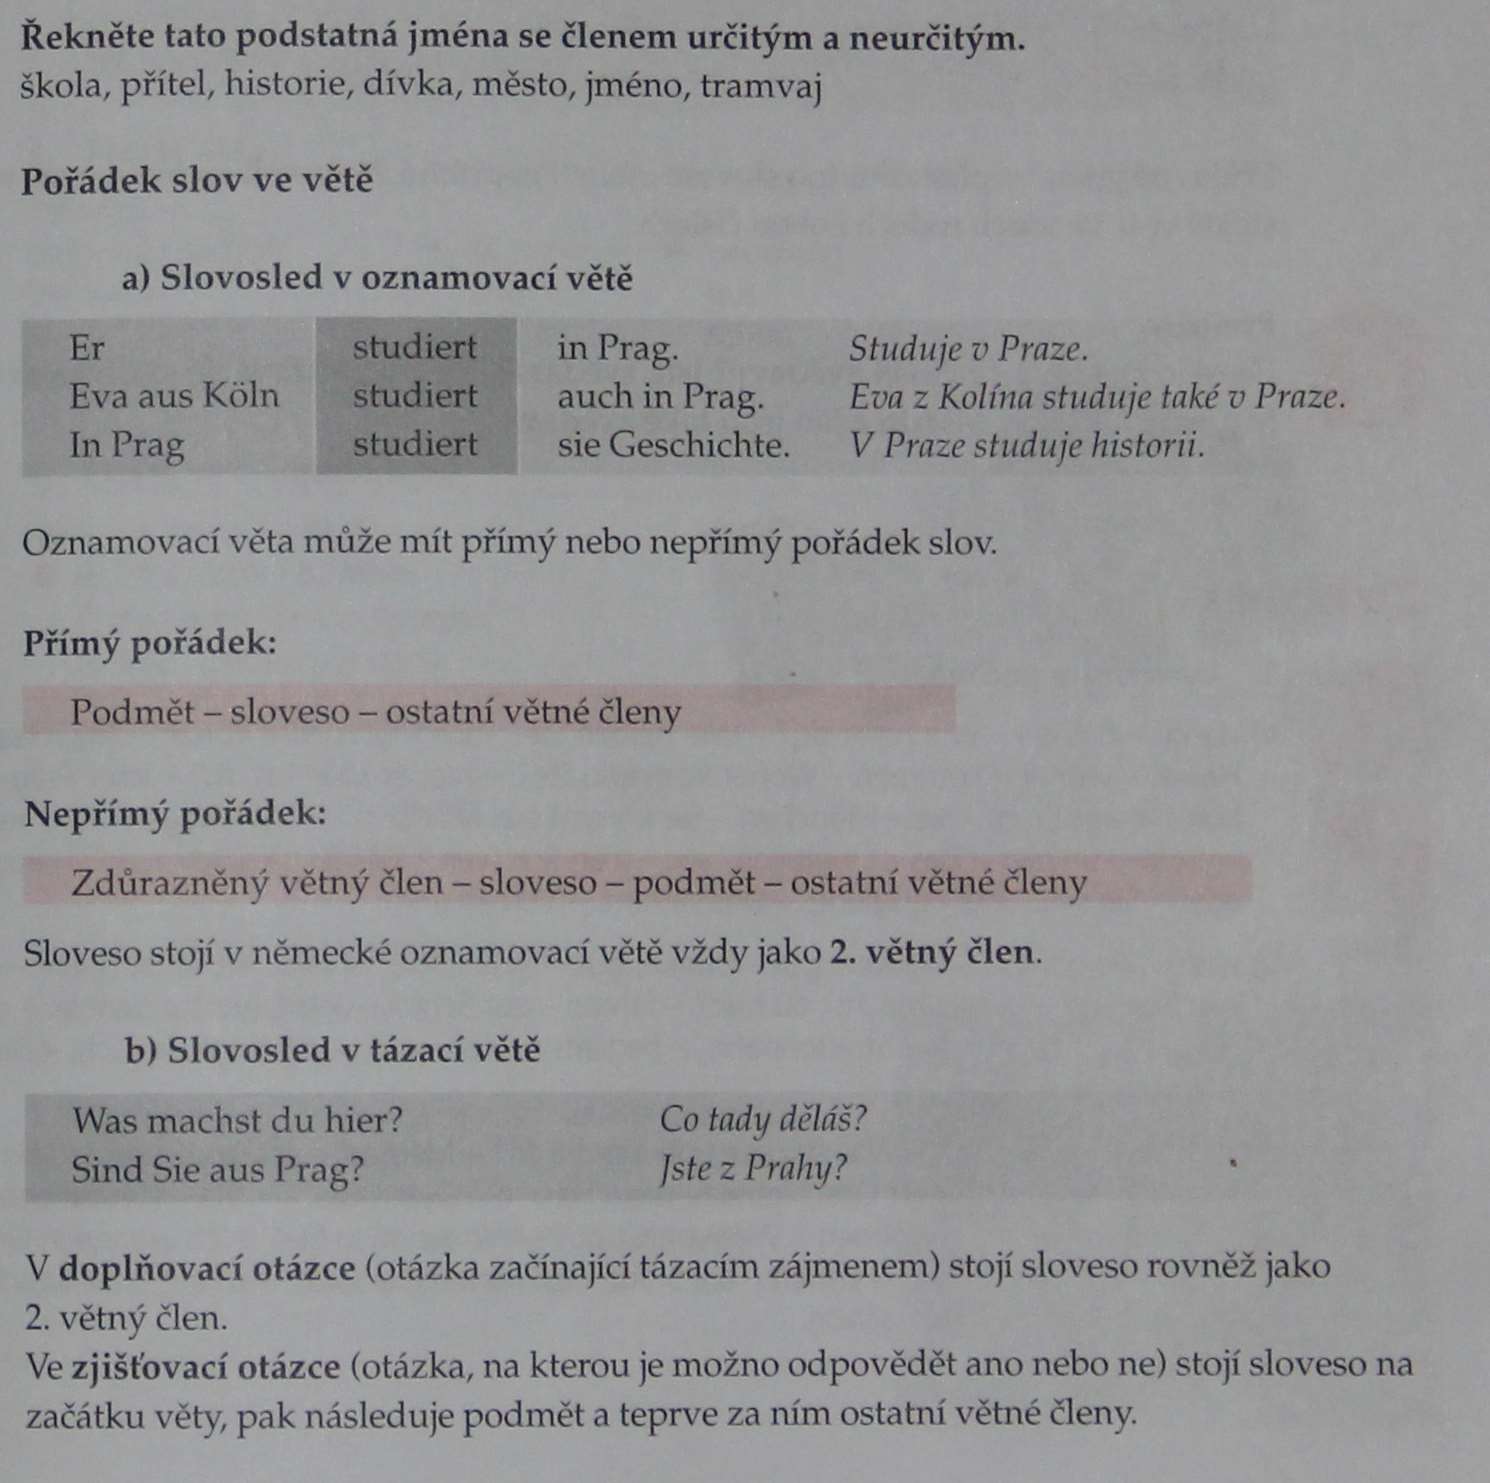 Řekněte tato podstatná jména se členem určitým a neurčitým.
škola, přítel, historie, dívka, město, jméno, tramvaj
Pořádek slov ve větě
a) Slovosled v oznamovací větě
Er studiert in Prag. Studuje v Praze.
Eva aus Köln studiert auch in Prag. Eva z Kolína studuje také v Praze.
In Prag studiert sie Geschichte. V Praze studuje historii.
Oznamovací věta může mít přímý nebo nepřímý pořádek slov.
Přímý pořádek:
Podmět – sloveso – ostatní větné členy
Nepřímý pořádek:
Zdůrazněný větný člen – sloveso – podmět – ostatní větné členy
Sloveso stojí v německé oznamovací větě vždy jako 2. větný člen.
b) Slovosled v tázací větě
Was machst du hier? Co tady děláš?
Sind Sie aus Prag? Jste z Prahy?
V doplňovací otázce (otázka začínající tázacím zájmenem) stojí sloveso rovněž jako
2. větný člen.
Ve zjišťovací otázce (otázka, na kterou je možno odpovědět ano nebo ne) stojí sloveso na
začátku věty, pak následuje podmět a teprve za ním ostatní větné členy.